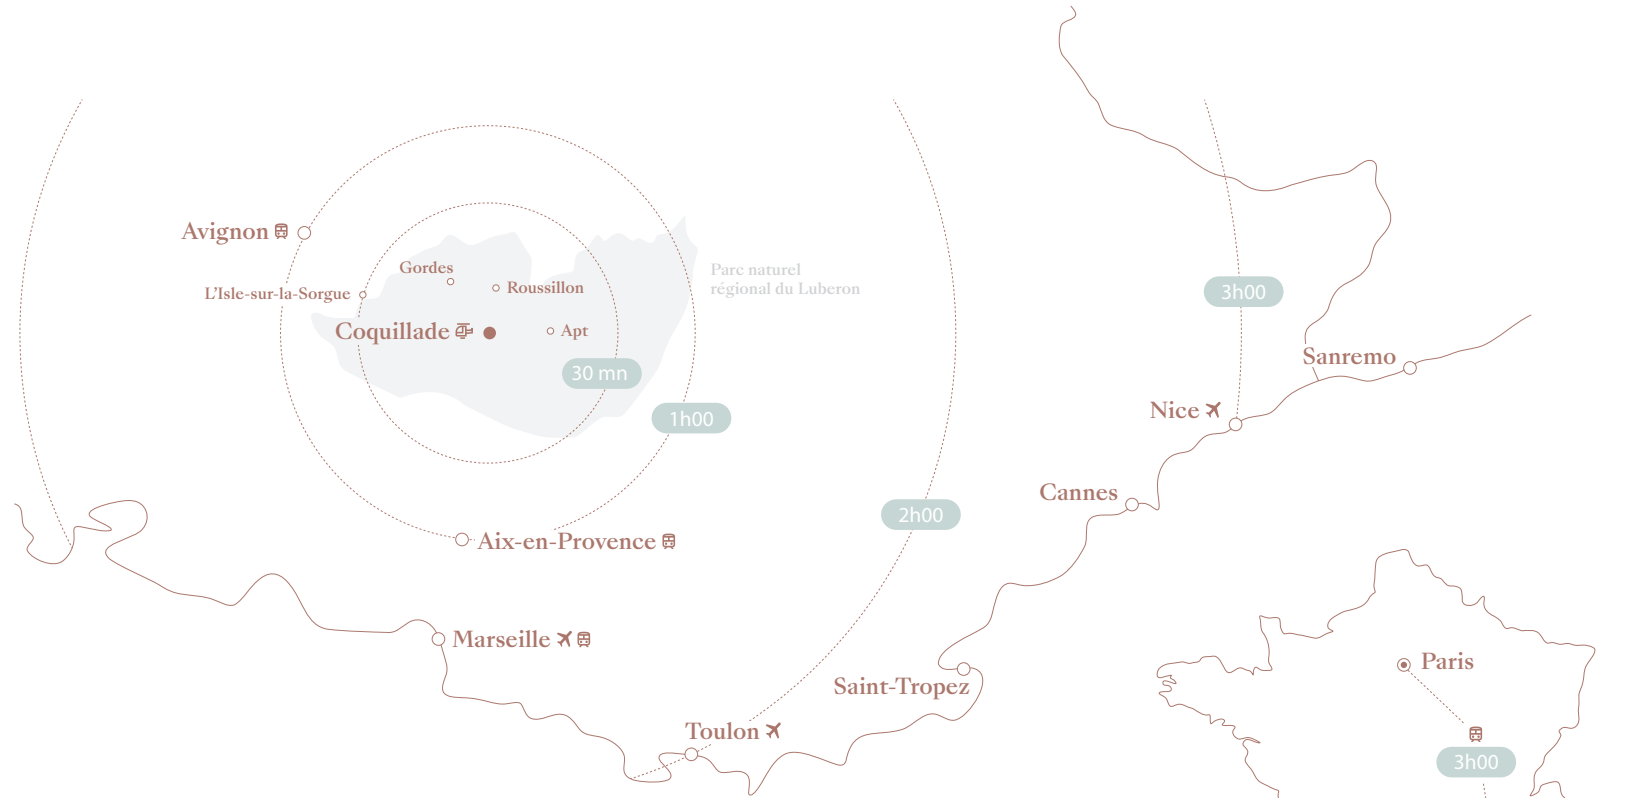 Avignon
Gordes
Parc naturel
régional du Luberon
L'Isle-sur-la-Sorgue
Roussillon
3h00
Coquillade
Apt
Sanremo
30 mn
Nice
1h00
Cannes
2h00
Aix-en-Provence
Marseille
Paris
Saint-Tropez
Toulon
3h00